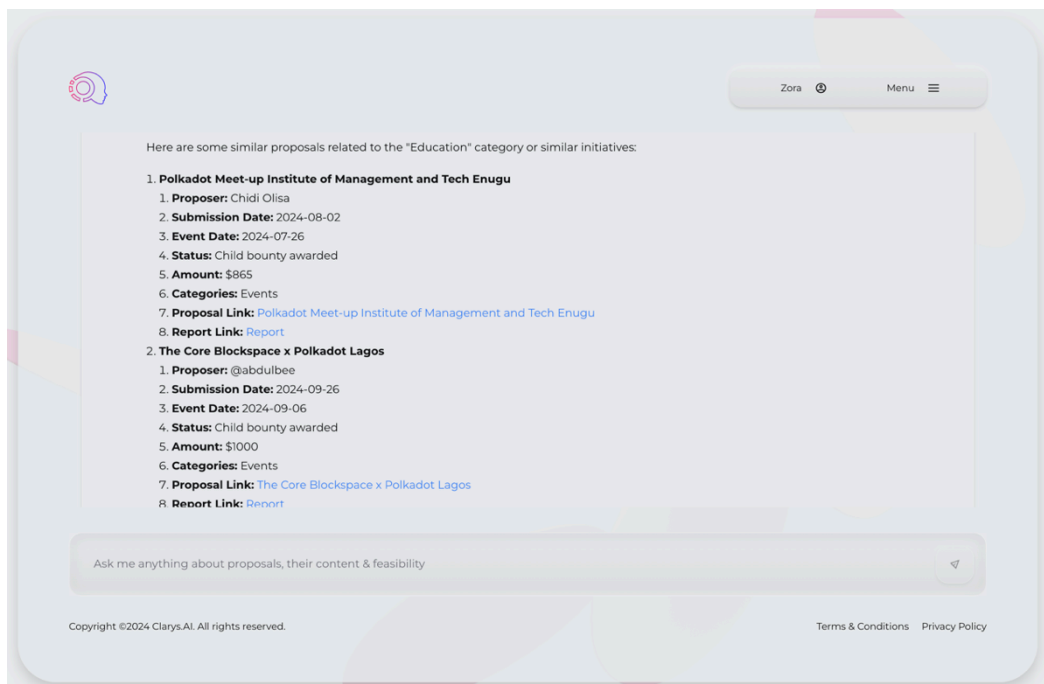 Zora
Menu
Here are some similar proposals related to the "Education" category or similar initiatives:
1. Polkadot Meet-up Institute of Management and Tech Enugu
1. Proposer: Chidi Olisa
2. Submission Date: 2024-08-02
3. Event Date: 2024-07-26
4. Status: Child bounty awarded
5. Amount: $865
6. Categories: Events
7. Proposal Link: Polkadot Meet-up Institute of Management and Tech Enugu
8. Report Link: Report
2. The Core Blockspace x Polkadot Lagos
1. Proposer: @abdulbee
2. Submission Date: 2024-09-26
3. Event Date: 2024-09-06
4. Status: Child bounty awarded
5. Amount: $1000
6. Categories: Events
7. Proposal Link: The Core Blockspace x Polkadot Lagos
8. Report Link: Report
Ask me anything about proposals, their content & feasibility
Copyright ©2024 Clarys.AI. All rights reserved.
Terms & Conditions Privacy Policy